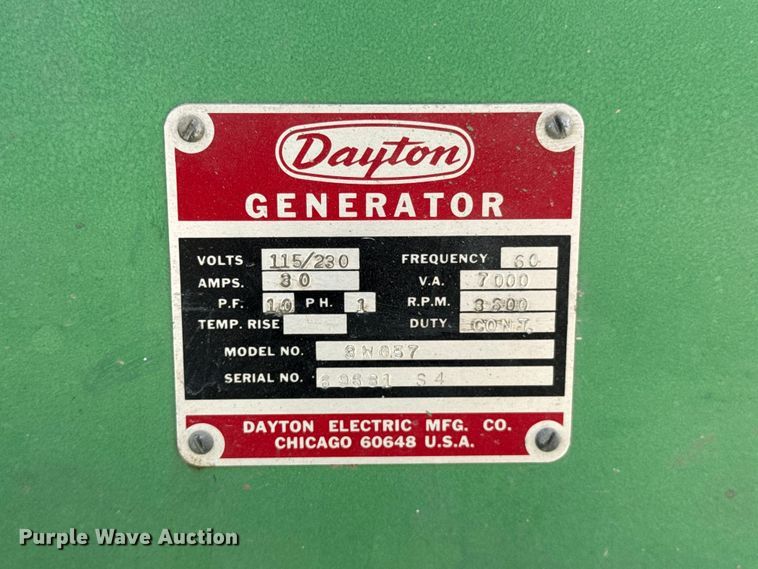 Dayton
GENERATOR
VOLTS 115/230 FREQUENCY 60
AMPS. 30 V.A. 7000
P.F. 1.0 PH. 1 R.P.M. 3600
TEMP. RISE DUTY CONT.
MODEL NO.
SERIAL NO. S4
DAYTON ELECTRIC MFG. CO.
CHICAGO 60648 U.S.A.
Purple Wave Auction